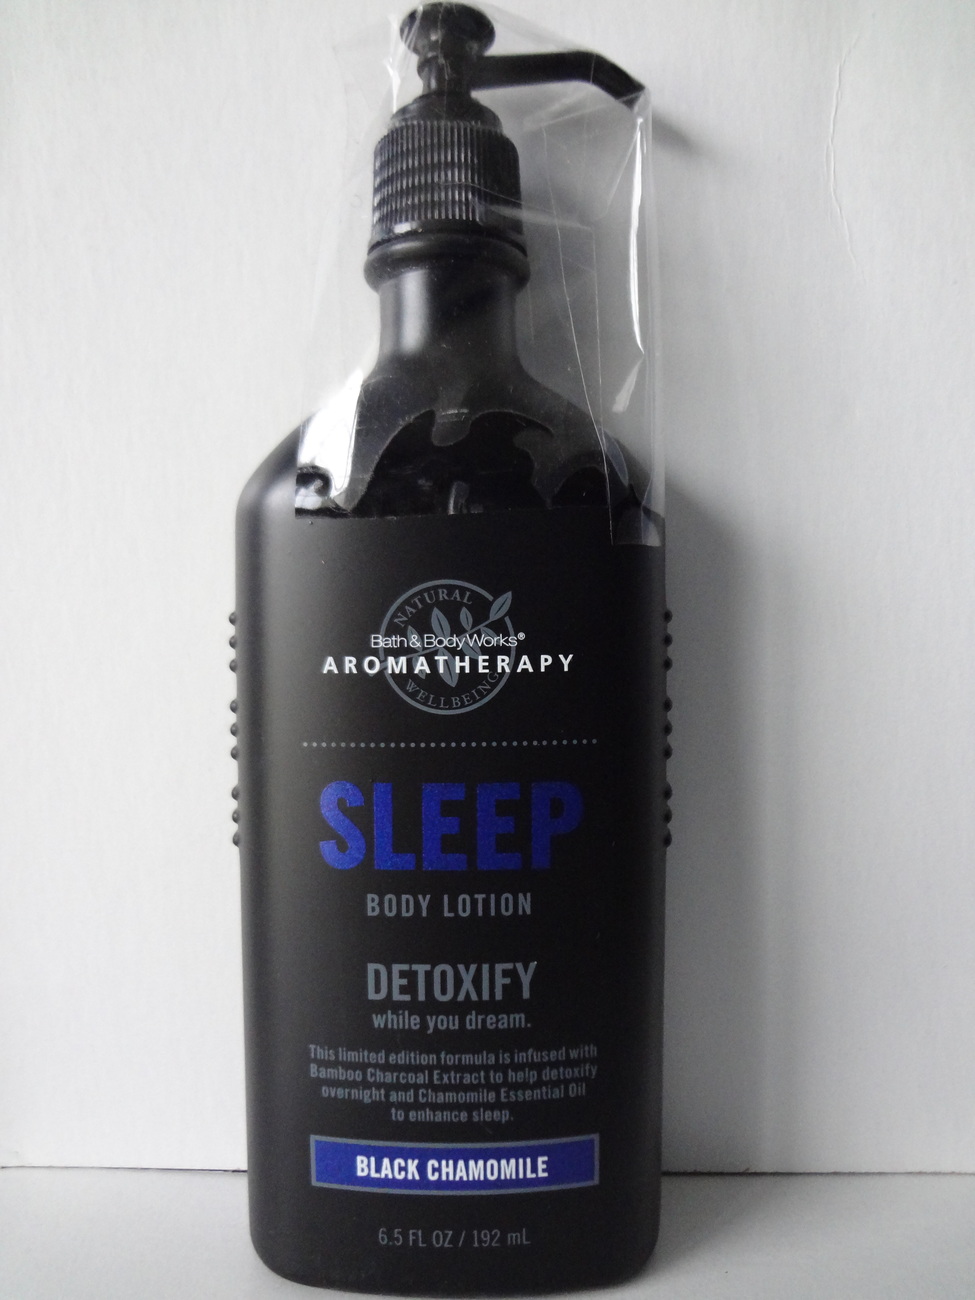 NATURAL
Bath & Body Works®
AROMATHERAPY
WELLBEING
SLEEP
BODY LOTION
DETOXIFY
while you dream.
This limited edition formula is infused with
Bamboo Charcoal Extract to help detoxify
overnight and Chamomile Essential Oil
to enhance sleep.
BLACK CHAMOMILE
6.5 FL OZ / 192 mL